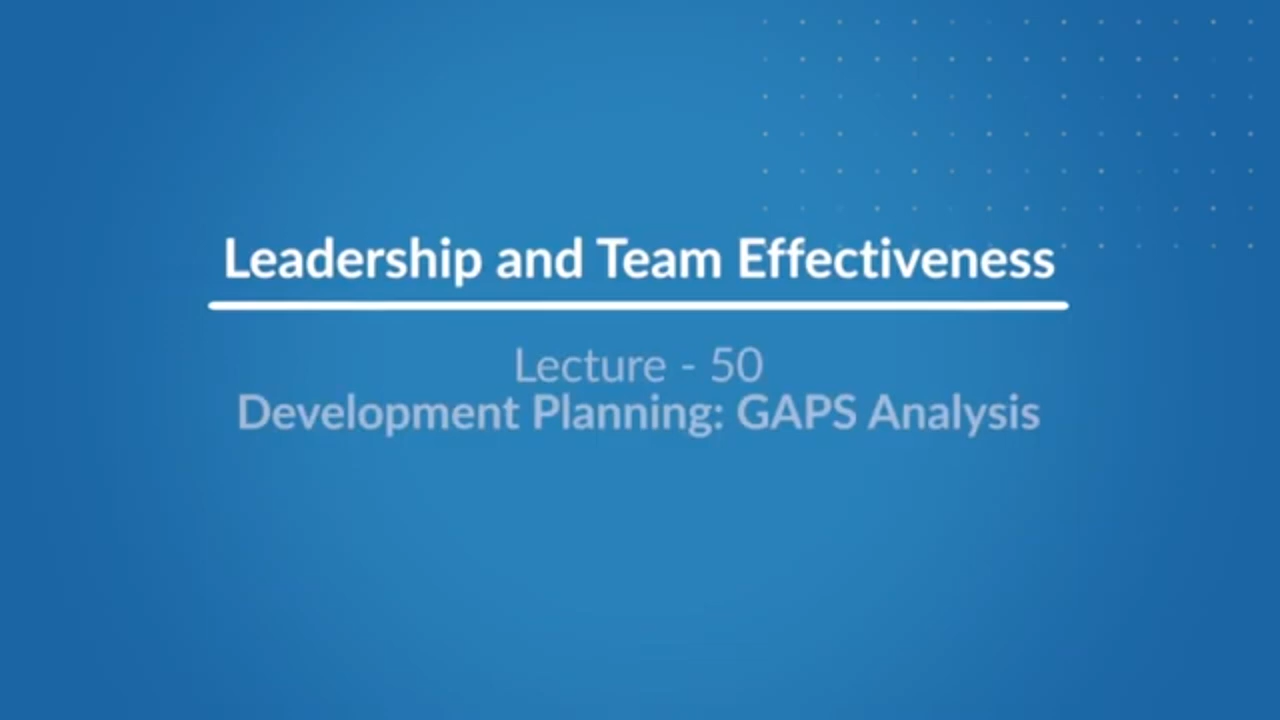 Leadership and Team Effectiveness
Lecture - 50
Development Planning: GAPS Analysis